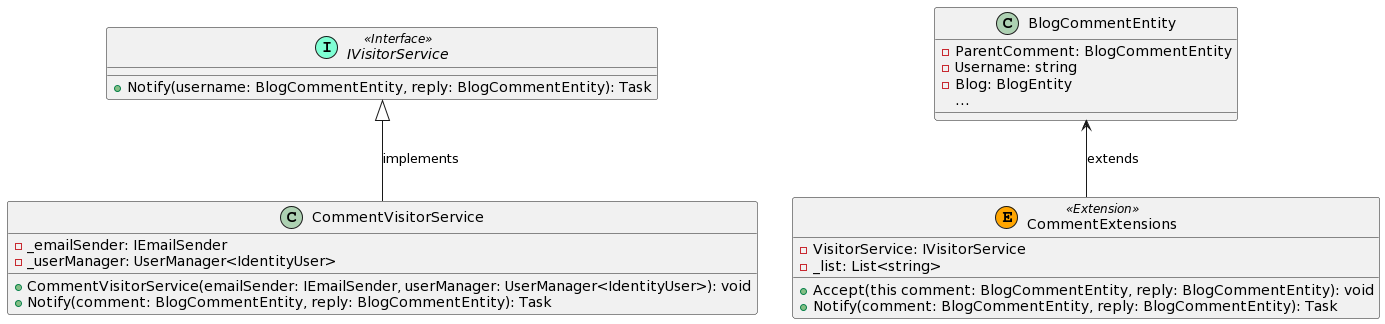 I
«Interface»
IVisitorService
Notify(username: BlogCommentEntity, reply: BlogCommentEntity): Task
implements
C
CommentVisitorService
_emailSender: IEmailSender
_userManager: UserManager<IdentityUser>
CommentVisitorService(emailSender: IEmailSender, userManager: UserManager<IdentityUser>): void
Notify(comment: BlogCommentEntity, reply: BlogCommentEntity): Task
C
BlogCommentEntity
ParentComment: BlogCommentEntity
Username: string
Blog: BlogEntity
...
extends
E
«Extension»
CommentExtensions
VisitorService: IVisitorService
_list: List<string>
Accept(this comment: BlogCommentEntity, reply: BlogCommentEntity): void
Notify(comment: BlogCommentEntity, reply: BlogCommentEntity): Task